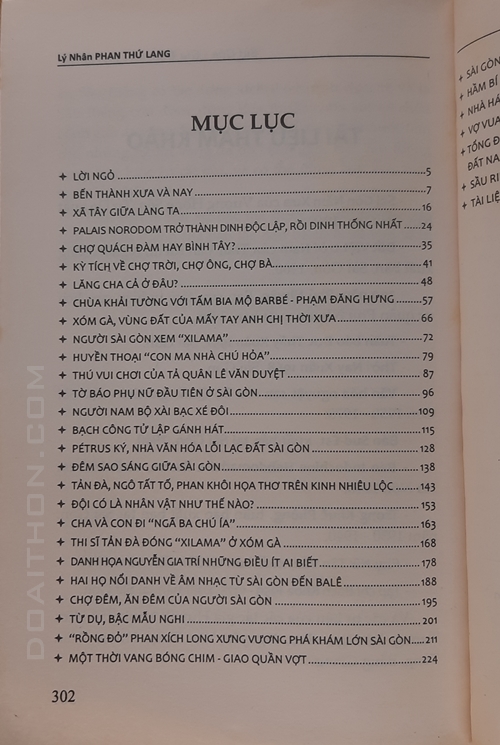 Lý Nhân PHAN THỨ LANG
MỤC LỤC
+ LỜI NGỎ ........ 5
+ BẾN THÀNH XƯA VÀ NAY ........ 7
+ XÃ TÂY GIỮA LÀNG TA ........ 16
+ PALAIS NORODOM TRỞ THÀNH DINH ĐỘC LẬP, RỒI DINH THỐNG NHẤT ........ 24
+ CHỢ QUÁCH ĐÀM HAY BÌNH TÂY? ........ 35
+ KỲ TÍCH VỀ CHỢ TRỜI, CHỢ ÔNG, CHỢ BÀ ........ 41
+ LĂNG CHA CẢ Ở ĐÂU? ........ 48
+ CHÙA KHẢI TƯỜNG VỚI TẤM BIA MỘ BARBÉ - PHẠM ĐĂNG HƯNG ........ 57
+ XÓM GÀ, VÙNG ĐẤT CỦA MẤY TAY ANH CHỊ THỜI XƯA ........ 66
+ NGƯỜI SÀI GÒN XEM "XILAMA" ........ 72
+ HUYỀN THOẠI "CON MA NHÀ CHÚ HỎA" ........ 79
+ THÚ VUI CHƠI CỦA TẢ QUÂN LÊ VĂN DUYỆT ........ 87
+ TỜ BÁO PHỤ NỮ ĐẦU TIÊN Ở SÀI GÒN ........ 96
+ NGƯỜI NAM BỘ XÀI BẠC XÉ ĐÔI ........ 109
+ BẠCH CÔNG TỬ LẬP GÁNH HÁT ........ 115
+ PÉTRUS KÝ, NHÀ VĂN HÓA LỖI LẠC ĐẤT SÀI GÒN ........ 128
+ ĐÊM SAO SÁNG GIỮA SÀI GÒN ........ 138
+ TẢN ĐÀ, NGÔ TẤT TỐ, PHAN KHÔI HỌA THƠ TRÊN KINH NHIÊU LỘC ........ 143
+ ĐỘI CÓ LÀ NHÂN VẬT NHƯ THẾ NÀO? ........ 153
+ CHA VÀ CON ĐI "NGÃ BA CHÚ ÍA" ........ 163
+ THI SĨ TẢN ĐÀ ĐÓNG "XILAMA" Ở XÓM GÀ ........ 168
+ DANH HỌA NGUYỄN GIA TRÍ NHỮNG ĐIỀU ÍT AI BIẾT ........ 178
+ HAI HỌ NỔI DANH VỀ ÂM NHẠC TỪ SÀI GÒN ĐẾN BALÊ ........ 188
+ CHỢ ĐÊM, ĂN ĐÊM CỦA NGƯỜI SÀI GÒN ........ 195
+ TỪ DỤ, BẬC MẪU NGHI ........ 201
+ "RỒNG ĐỎ" PHAN XÍCH LONG XƯNG VƯƠNG PHÁ KHÁM LỚN SÀI GÒN ........ 211
+ MỘT THỜI VANG BÓNG CHIM - GIAO QUẦN VỢT ........ 224
302
+ SÀI GÒN
+ HẦM BÍ
+ NHÀ HÁ
+ VỢ VUA
+ TỔNG Đ
ĐẤT NA
+ SẦU RI
+ TÀI LIỆ
DOAITHON.COM